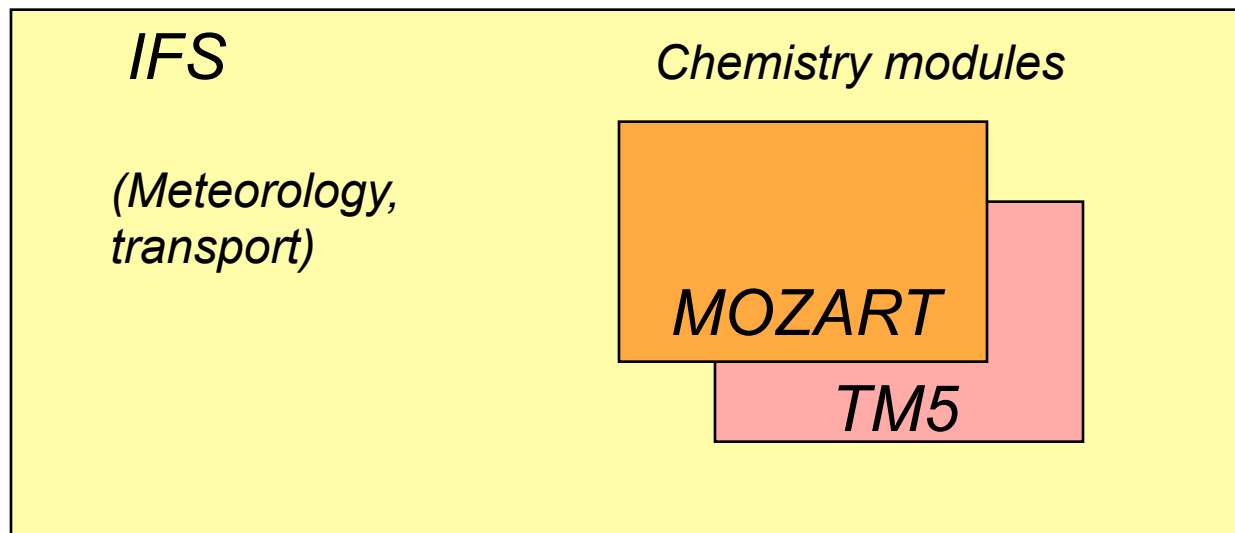 IFS
Chemistry modules
(Meteorology,
transport)
MOZART
TM5